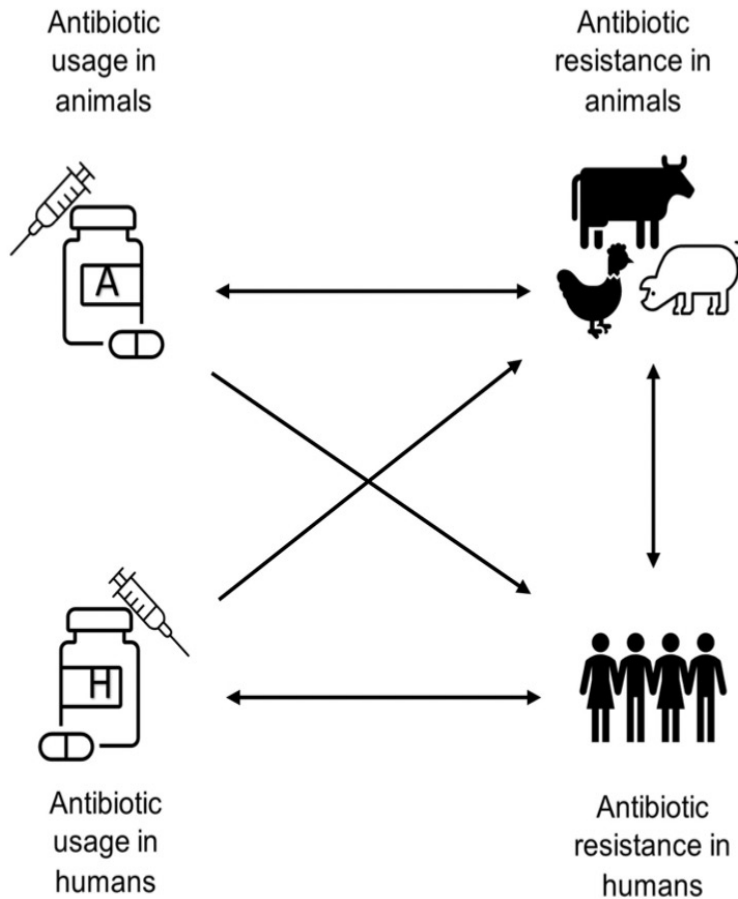 Antibiotic
usage in
animals
Antibiotic
resistance in
animals
A
H
Antibiotic
usage in
humans
Antibiotic
resistance in
humans